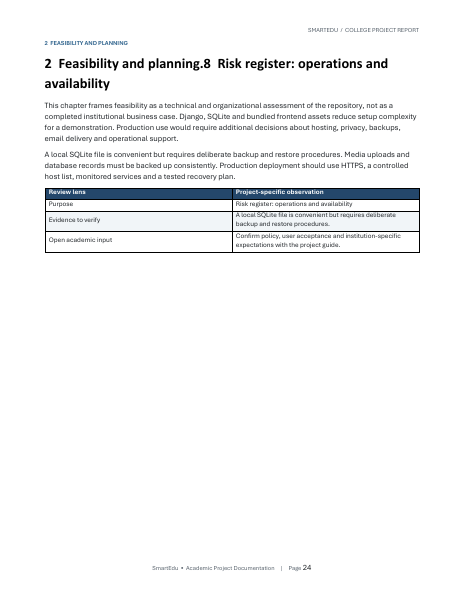 SMARTEDU / COLLEGE PROJECT REPORT
2 FEASIBILITY AND PLANNING
2 Feasibility and planning.8 Risk register: operations and
availability
This chapter frames feasibility as a technical and organizational assessment of the repository, not as a
completed institutional business case. Django, SQLite and bundled frontend assets reduce setup complexity
for a demonstration. Production use would require additional decisions about hosting, privacy, backups,
email delivery and operational support.
A local SQLite file is convenient but requires deliberate backup and restore procedures. Media uploads and
database records must be backed up consistently. Production deployment should use HTTPS, a controlled
host list, monitored services and a tested recovery plan.
Review lens Project-specific observation
Purpose Risk register: operations and availability
Evidence to verify A local SQLite file is convenient but requires deliberate
backup and restore procedures.
Open academic input Confirm policy, user acceptance and institution-specific
expectations with the project guide.
SmartEdu • Academic Project Documentation | Page 24